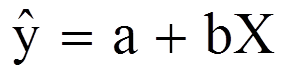 ŷ = a + bX